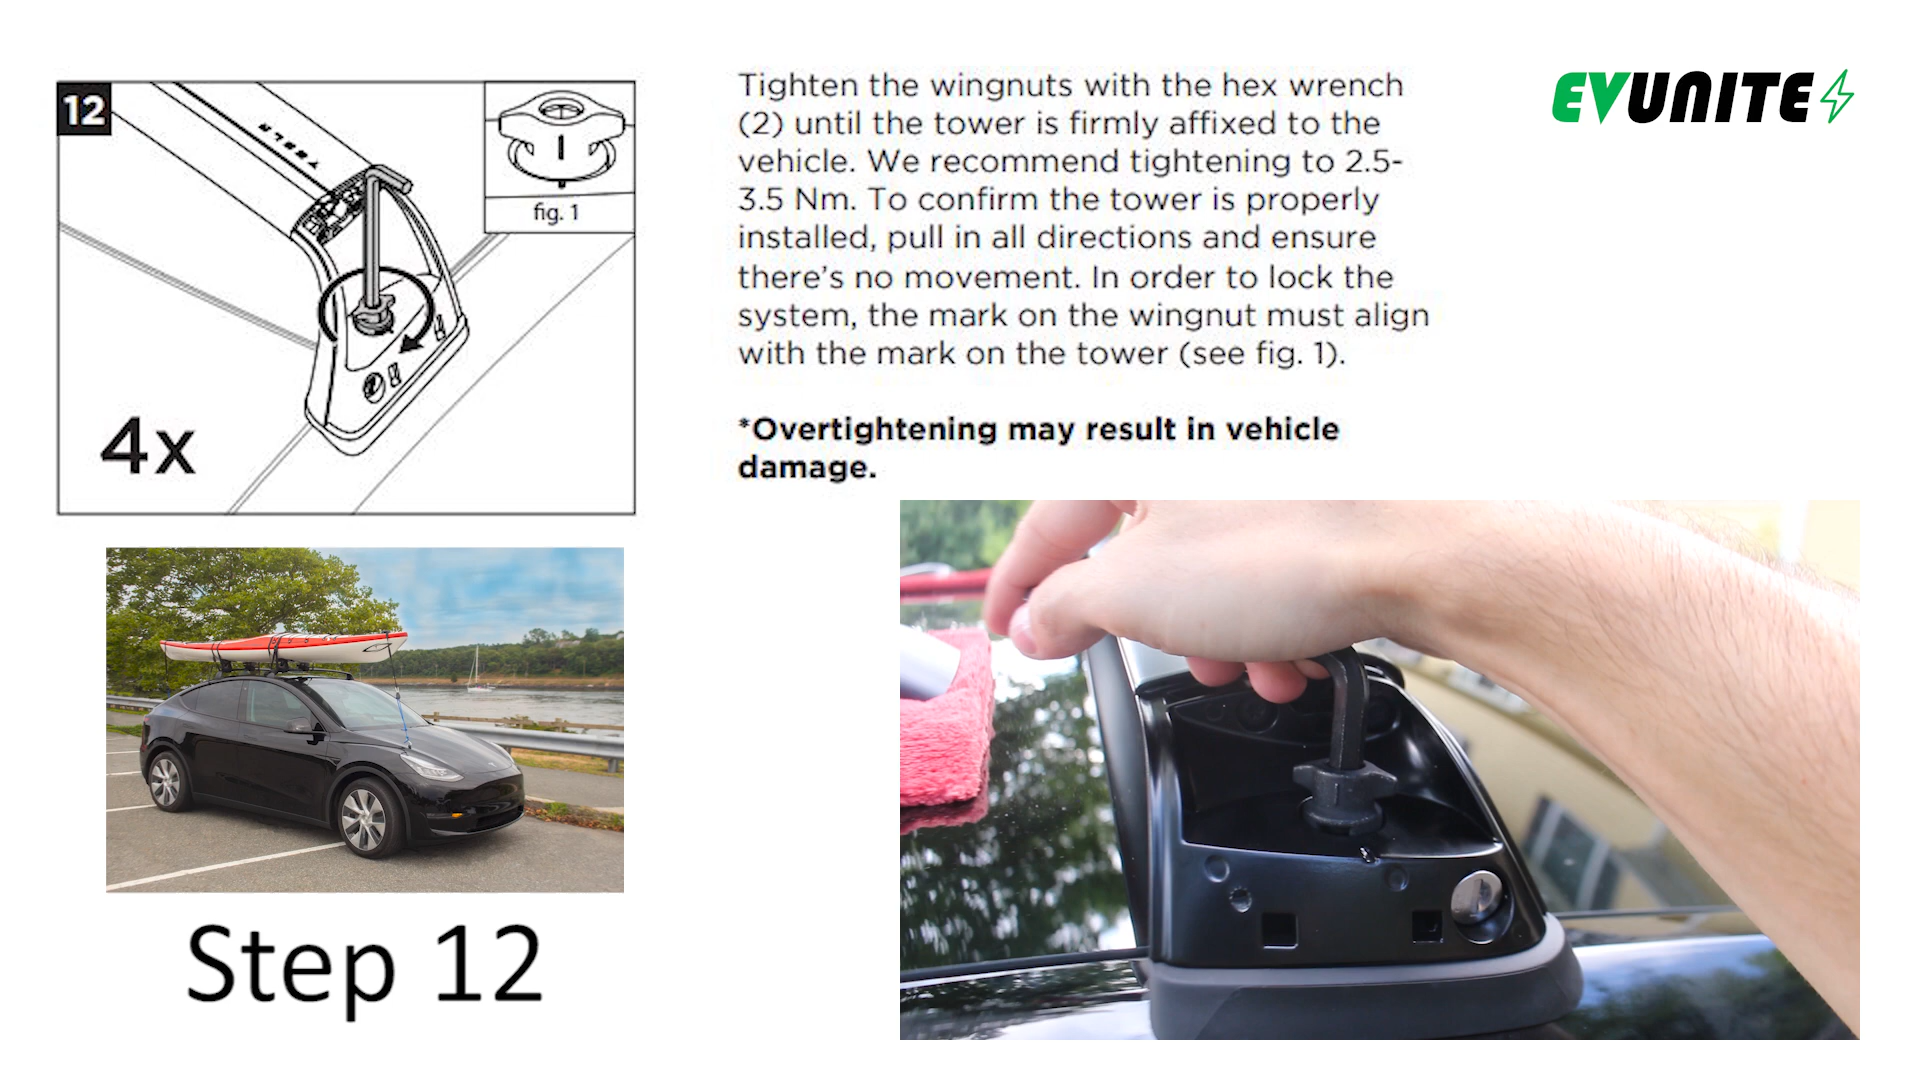 12
fig. 1
TESLA
4x
Tighten the wingnuts with the hex wrench
(2) until the tower is firmly affixed to the
vehicle. We recommend tightening to 2.5-
3.5 Nm. To confirm the tower is properly
installed, pull in all directions and ensure
there's no movement. In order to lock the
system, the mark on the wingnut must align
with the mark on the tower (see fig. 1).
*Overtightening may result in vehicle
damage.
EVUNITE
Step 12